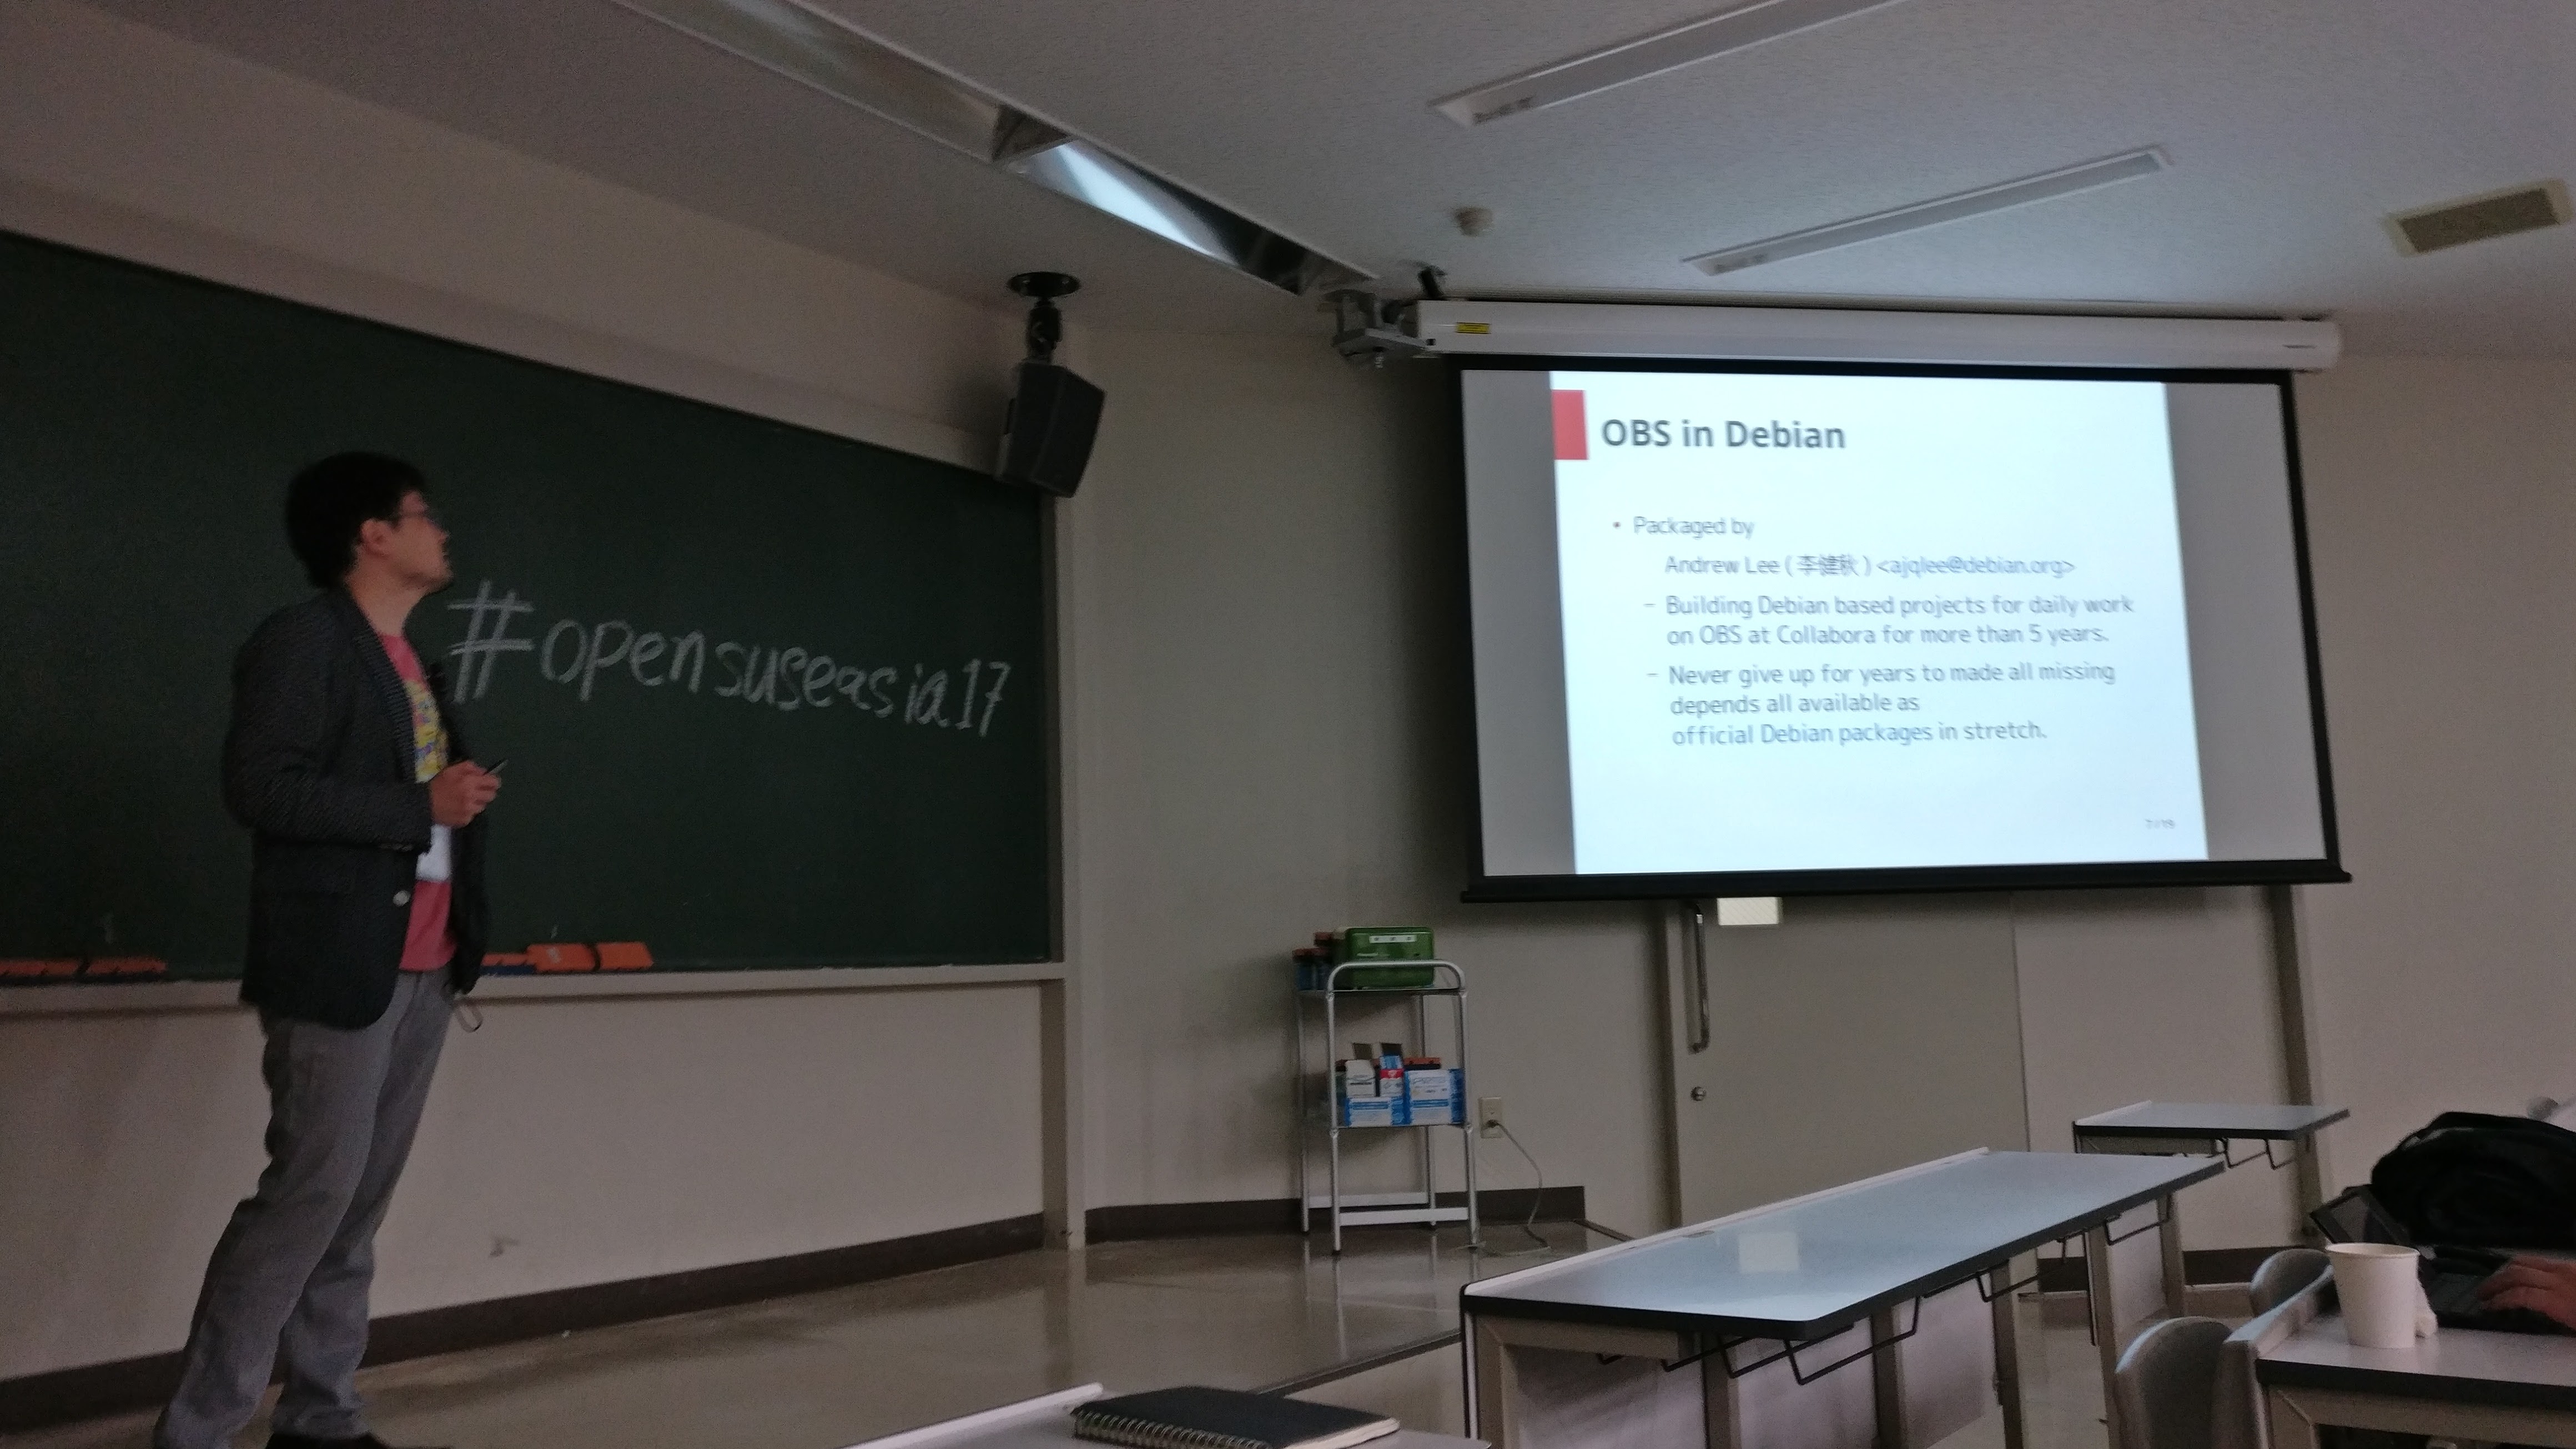 #opensuseasia17
OBS in Debian
• Packaged by
Andrew Lee ( 李健秋 ) <ajqlee@debian.org>
– Building Debian based projects for daily work
on OBS at Collabora for more than 5 years.
– Never give up for years to made all missing
depends all available as
official Debian packages in stretch.
7 / 19